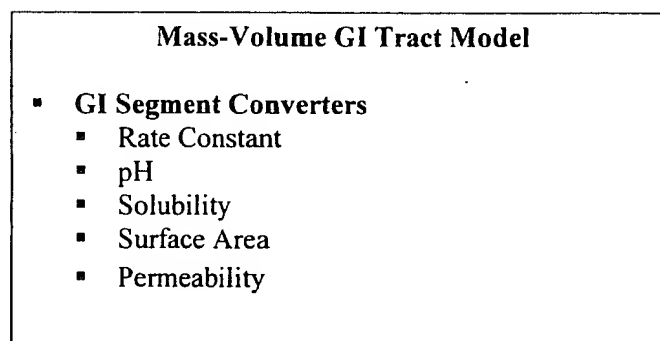 Mass-Volume GI Tract Model
▪ GI Segment Converters
▪ Rate Constant
▪ pH
▪ Solubility
▪ Surface Area
▪ Permeability